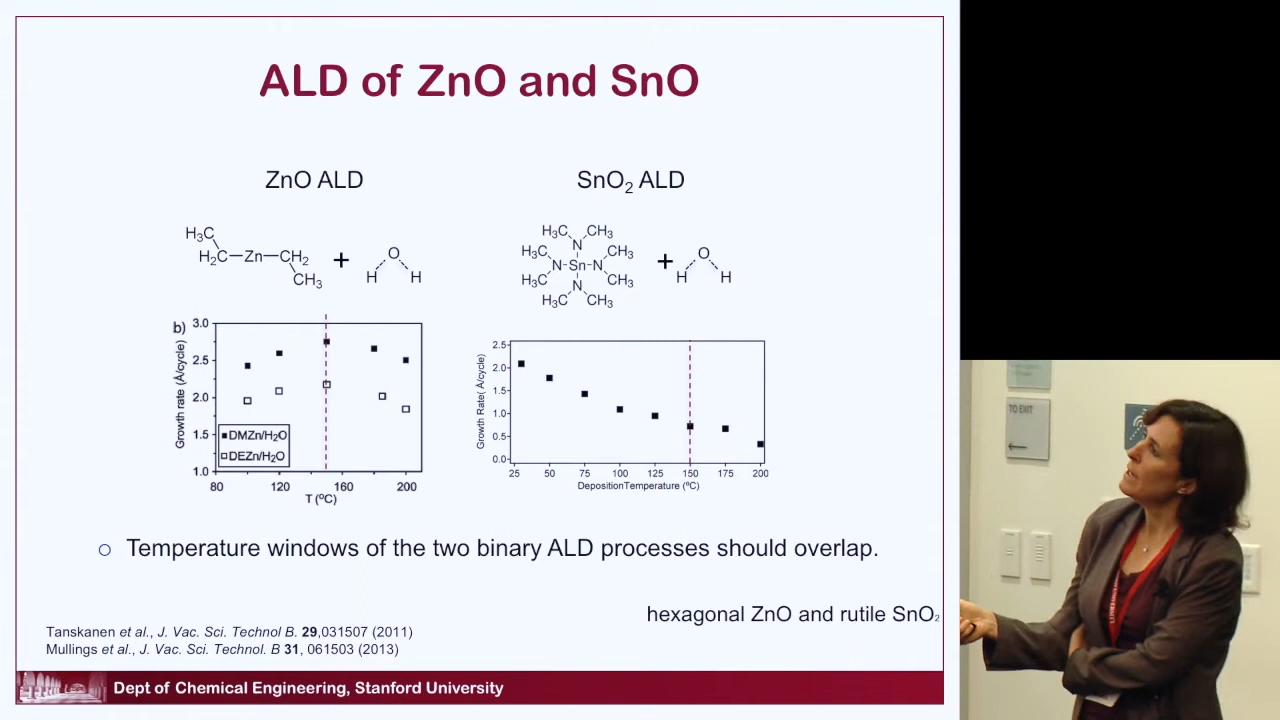 ALD of ZnO and SnO
ZnO ALD
SnO₂ ALD
H₃C
H₂C—Zn—CH₂
CH₃
+
O
H H
H₃C CH₃
N
H₃C CH₃
N-Sn-N
H₃C CH₃
N
H₃C CH₃
+
O
H H
b)
Growth rate (Å/cycle)
3.0
2.5
2.0
1.5
1.0
DMZn/H₂O
DEZn/H₂O
80 120 160 200
T (ºC)
Growth Rate( Å/cycle)
2.5
2.0
1.5
1.0
0.5
0.0
25 50 75 100 125 150 175 200
DepositionTemperature (ºC)
Temperature windows of the two binary ALD processes should overlap.
hexagonal ZnO and rutile SnO₂
Tanskanen et al., J. Vac. Sci. Technol B. 29,031507 (2011)
Mullings et al., J. Vac. Sci. Technol. B 31, 061503 (2013)
Dept of Chemical Engineering, Stanford University
TO EXIT